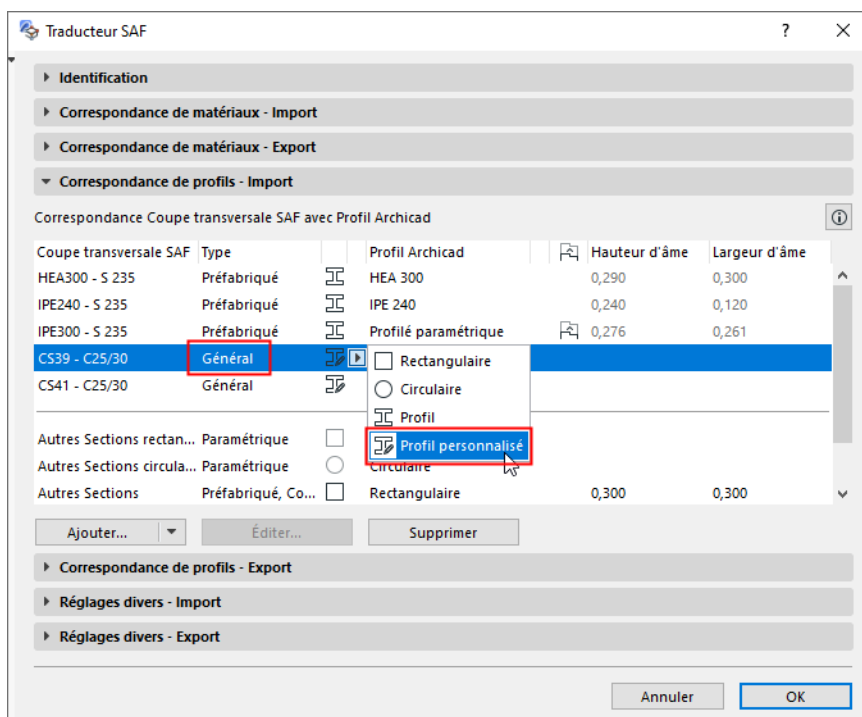 Traducteur SAF ?
Identification
Correspondance de matériaux - Import
Correspondance de matériaux - Export
Correspondance de profils - Import
Correspondance Coupe transversale SAF avec Profil Archicad
Coupe transversale SAF Type Profil Archicad Hauteur d'âme Largeur d'âme
HEA300 - S 235 Préfabriqué HEA 300 0,290 0,300
IPE240 - S 235 Préfabriqué IPE 240 0,240 0,120
IPE300 - S 235 Préfabriqué Profilé paramétrique 0,276 0,261
CS39 - C25/30 Général
CS41 - C25/30 Général
Rectangulaire
Circulaire
Profil
Profil personnalisé
Autres Sections rectan... Paramétrique
Autres Sections circula... Paramétrique Circulaire
Autres Sections Préfabriqué, Co... Rectangulaire 0,300 0,300
Ajouter... Éditer... Supprimer
Correspondance de profils - Export
Réglages divers - Import
Réglages divers - Export
Annuler OK